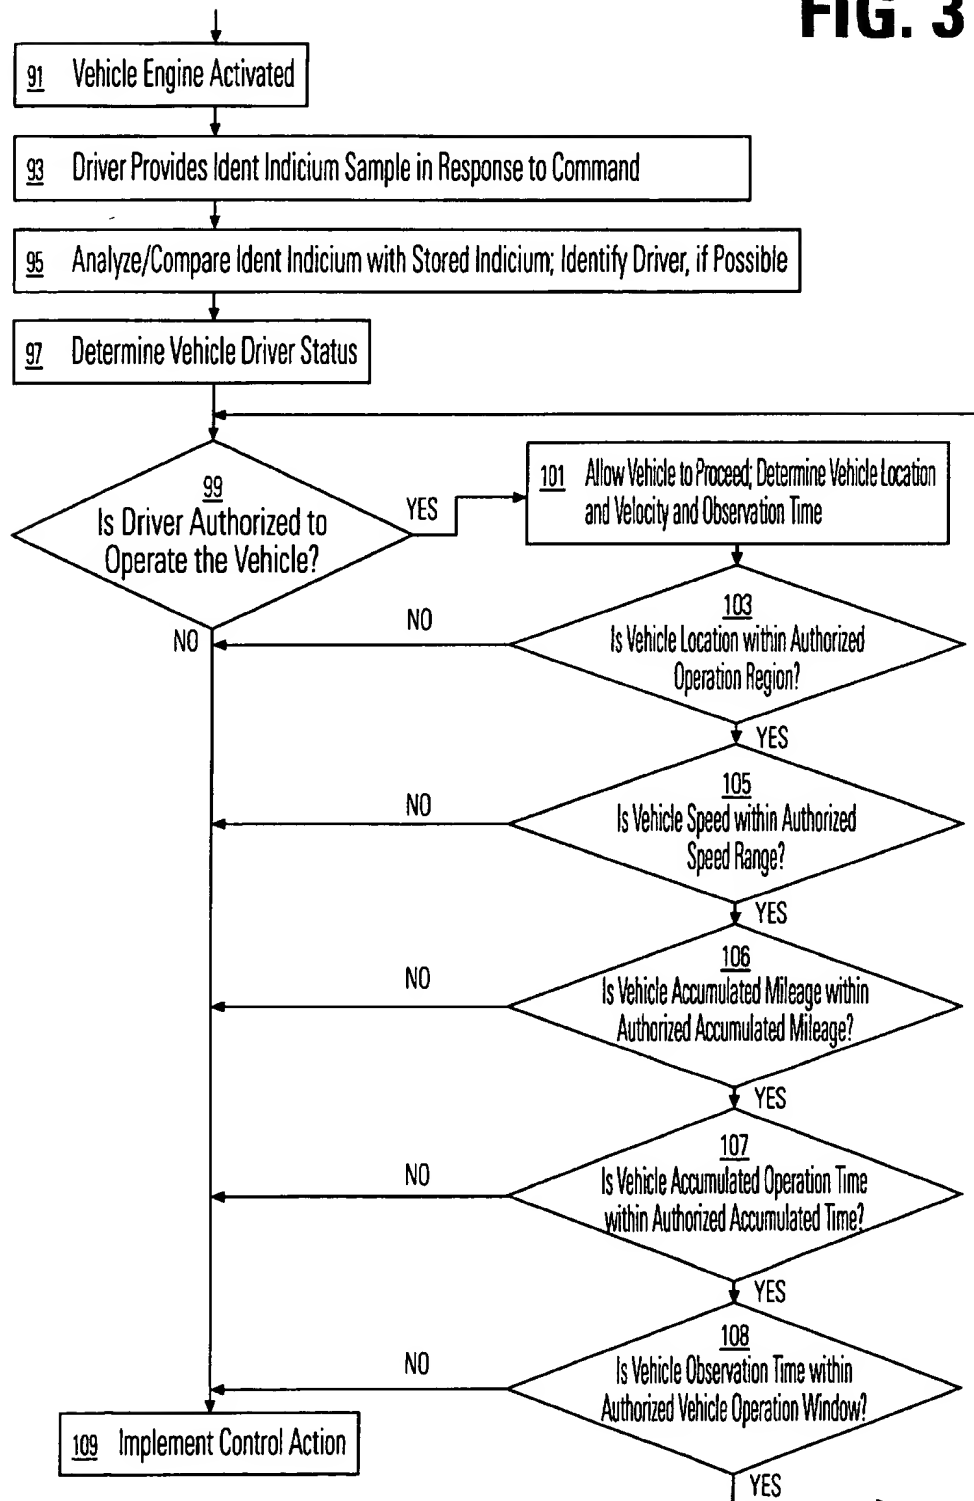 FIG. 3
91 Vehicle Engine Activated
93 Driver Provides Ident Indicium Sample in Response to Command
95 Analyze/Compare Ident Indicium with Stored Indicium; Identify Driver, if Possible
97 Determine Vehicle Driver Status
99
Is Driver Authorized to
Operate the Vehicle?
YES
NO
101 Allow Vehicle to Proceed; Determine Vehicle Location
and Velocity and Observation Time
103
Is Vehicle Location within Authorized
Operation Region?
NO
YES
105
Is Vehicle Speed within Authorized
Speed Range?
NO
YES
106
Is Vehicle Accumulated Mileage within
Authorized Accumulated Mileage?
NO
YES
107
Is Vehicle Accumulated Operation Time
within Authorized Accumulated Time?
NO
YES
108
Is Vehicle Observation Time within
Authorized Vehicle Operation Window?
NO
YES
109 Implement Control Action